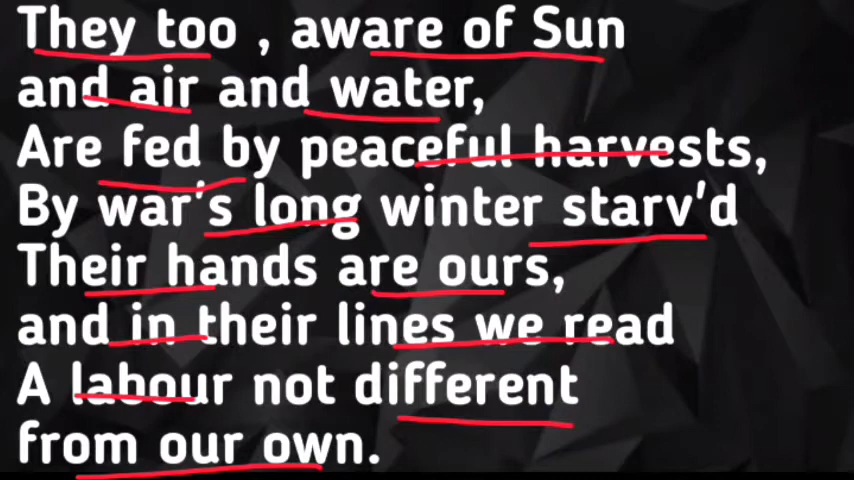 They too , aware of Sun
and air and water,
Are fed by peaceful harvests,
By war's long winter starv'd
Their hands are ours,
and in their lines we read
A labour not different
from our own.